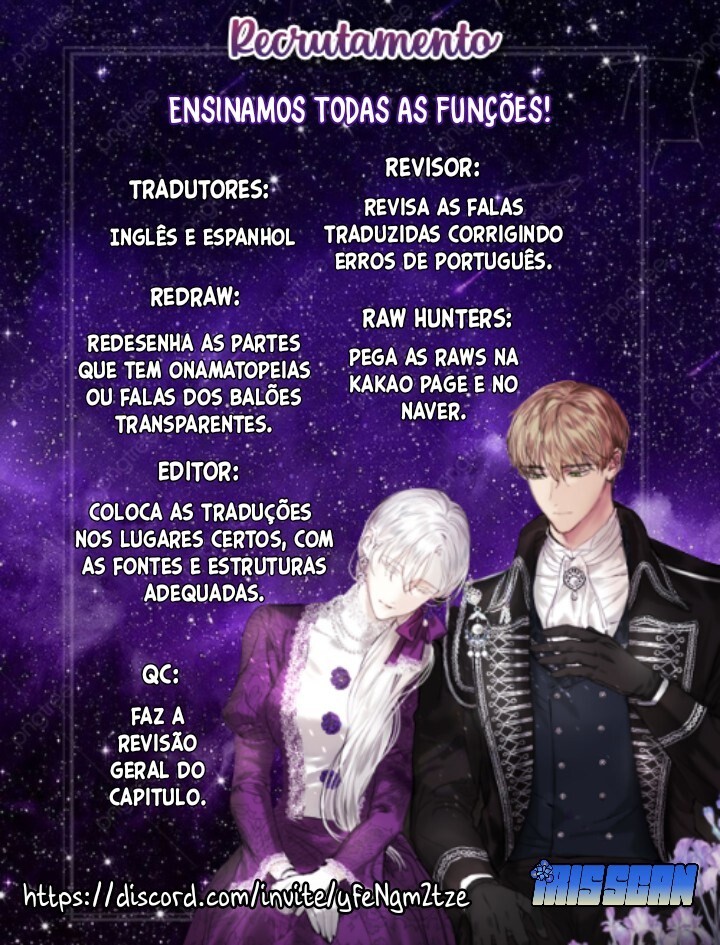 Recrutamento
ENSINAMOS TODAS AS FUNÇÕES!
TRADUTORES:
INGLÊS E ESPANHOL
REDRAW:
REDESENHA AS PARTES
QUE TEM ONAMATOPEIAS
OU FALAS DOS BALÕES
TRANSPARENTES.
EDITOR:
COLOCA AS TRADUÇÕES
NOS LUGARES CERTOS, COM
AS FONTES E ESTRUTURAS
ADEQUADAS.
QC:
FAZ A
REVISÃO
GERAL DO
CAPITULO.
REVISOR:
REVISA AS FALAS
TRADUZIDAS CORRIGINDO
ERROS DE PORTUGUÊS.
RAW HUNTERS:
PEGA AS RAWS NA
KAKAO PAGE E NO
NAVER.
https://discord.com/invite/yfeNgm2tze
IRISSCAN
pngtree